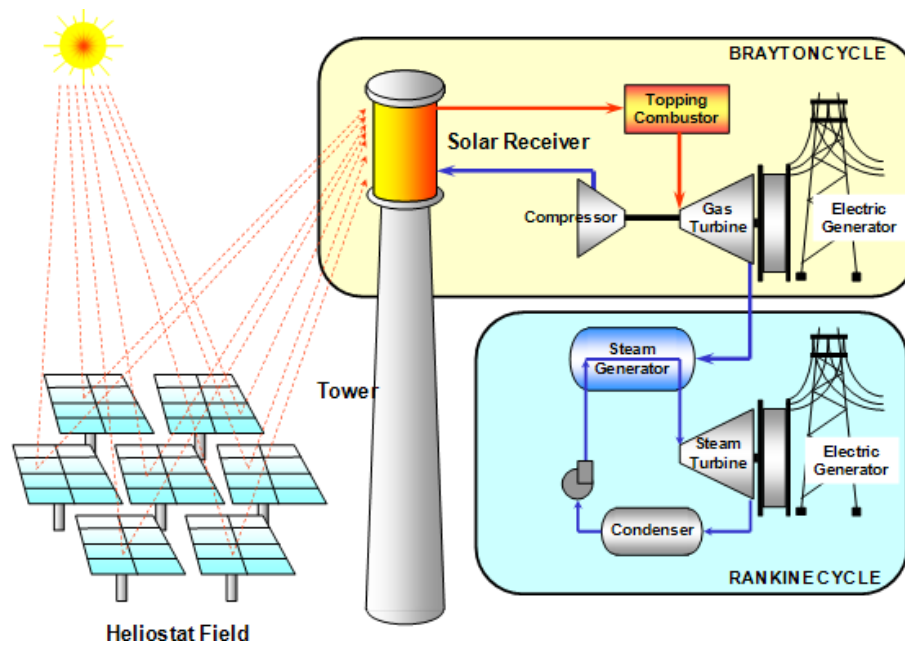 BRAYTONCYCLE
Topping
Combustor
Solar Receiver
Compressor
Gas
Turbine
Electric
Generator
Steam
Generator
Tower
Steam
Turbine
Electric
Generator
Condenser
RANKINECYCLE
Heliostat Field